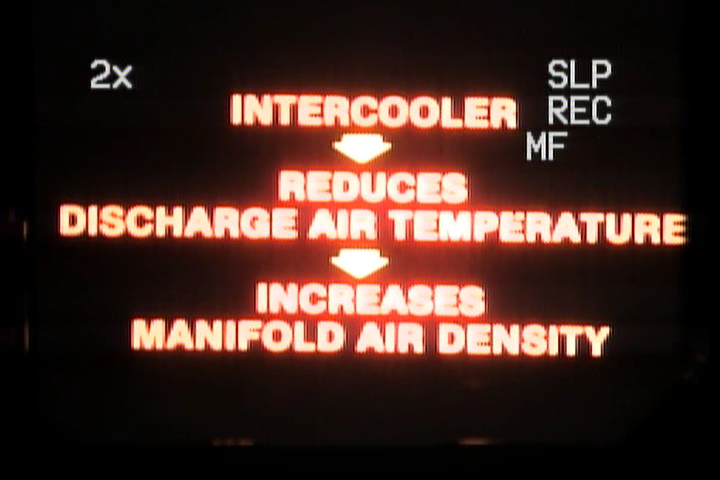 2x
SLP
INTERCOOLER
REC
MF
REDUCES
DISCHARGE AIR TEMPERATURE
INCREASES
MANIFOLD AIR DENSITY